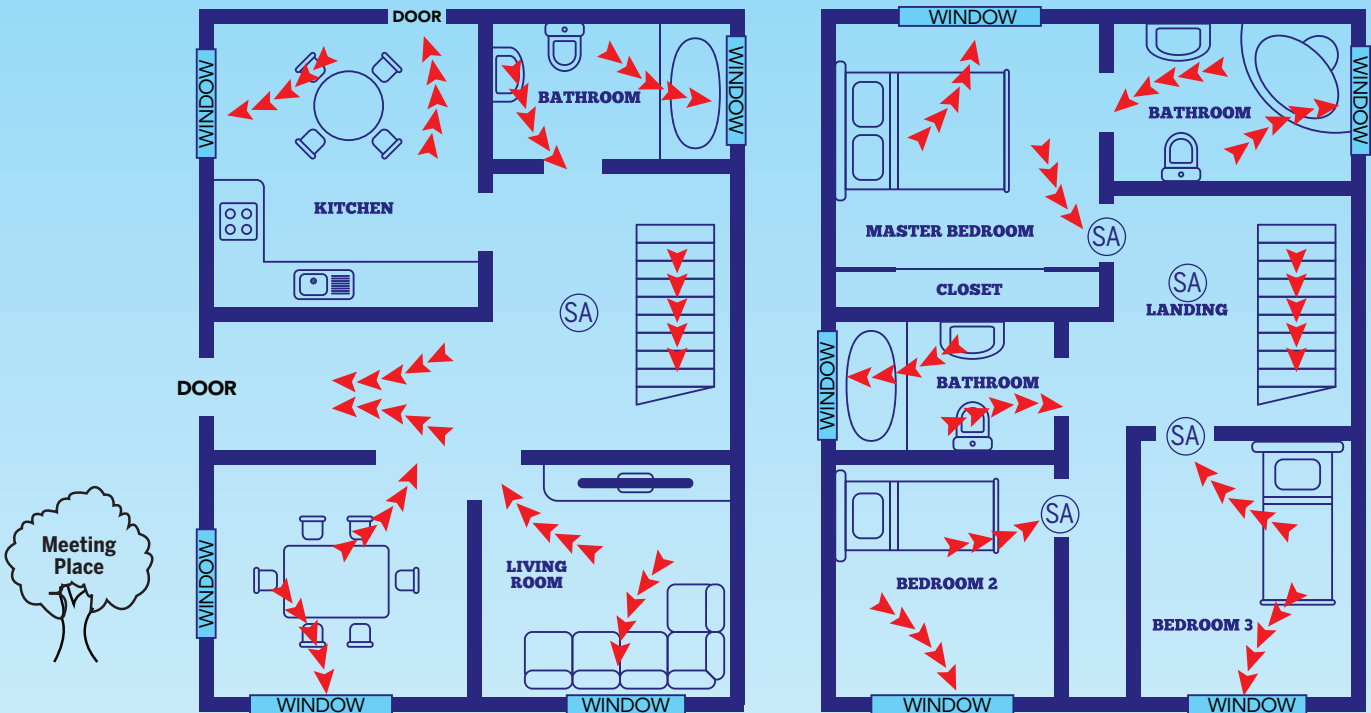 DOOR
WINDOW
WINDOW
BATHROOM
KITCHEN
SA
DOOR
Meeting
Place
WINDOW
LIVING
ROOM
WINDOW
WINDOW
WINDOW
WINDOW
BATHROOM
MASTER BEDROOM
SA
CLOSET
SA
LANDING
WINDOW
BATHROOM
SA
SA
BEDROOM 2
BEDROOM 3
WINDOW
WINDOW